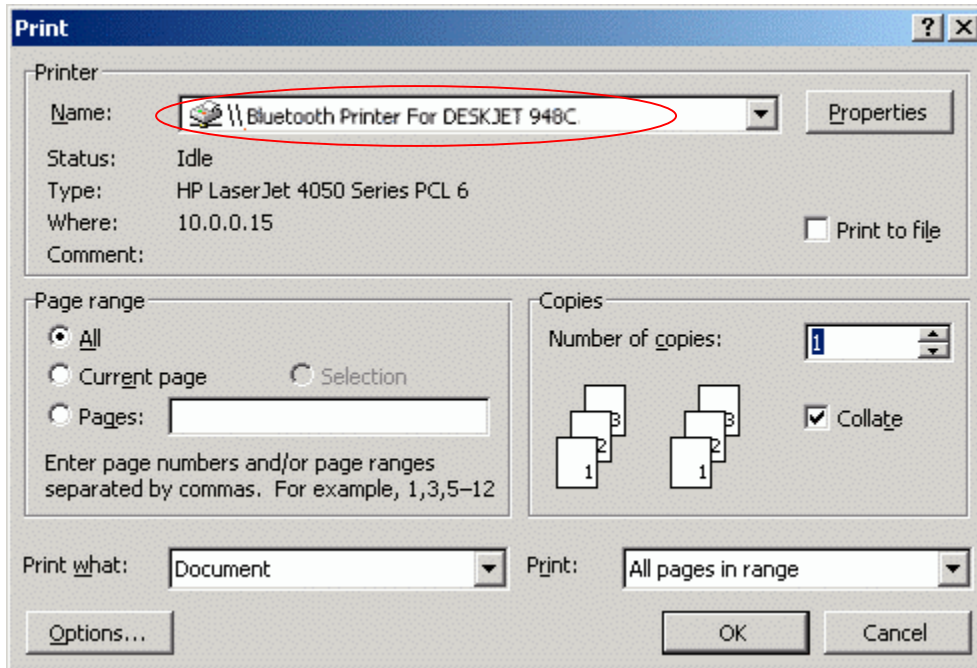 Print
Printer
Name: \\ Bluetooth Printer For DESKJET 948C
Properties
Status: Idle
Type: HP LaserJet 4050 Series PCL 6
Where: 10.0.0.15
Print to file
Comment:
Page range
All
Current page Selection
Pages:
Enter page numbers and/or page ranges
separated by commas. For example, 1,3,5–12
Copies
Number of copies: 1
3 3
2 2
1 1
Collate
Print what: Document
Print: All pages in range
Options...
OK
Cancel